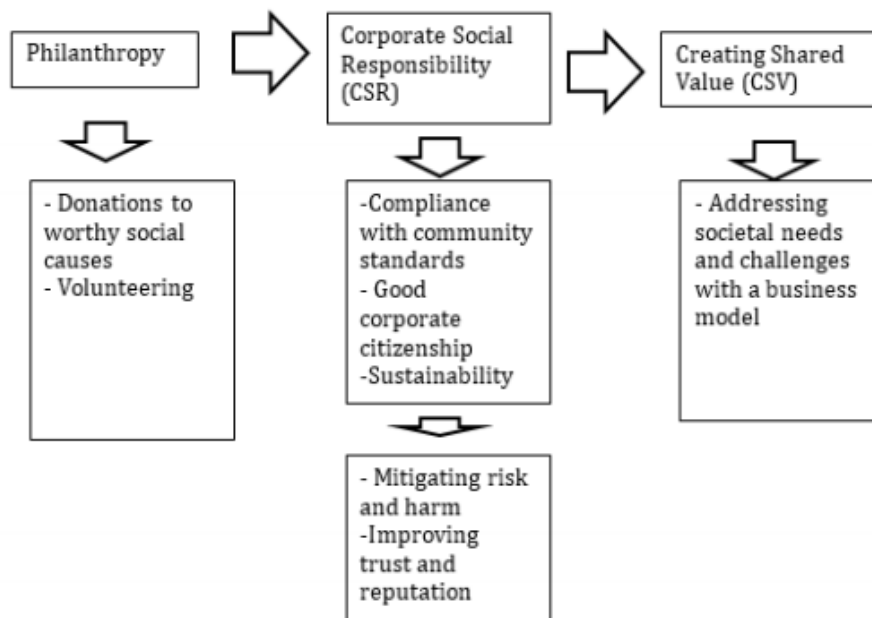 Philanthropy
Corporate Social
Responsibility
(CSR)
Creating Shared
Value (CSV)
- Donations to
worthy social
causes
- Volunteering
-Compliance
with community
standards
- Good
corporate
citizenship
-Sustainability
- Addressing
societal needs
and challenges
with a business
model
- Mitigating risk
and harm
-Improving
trust and
reputation